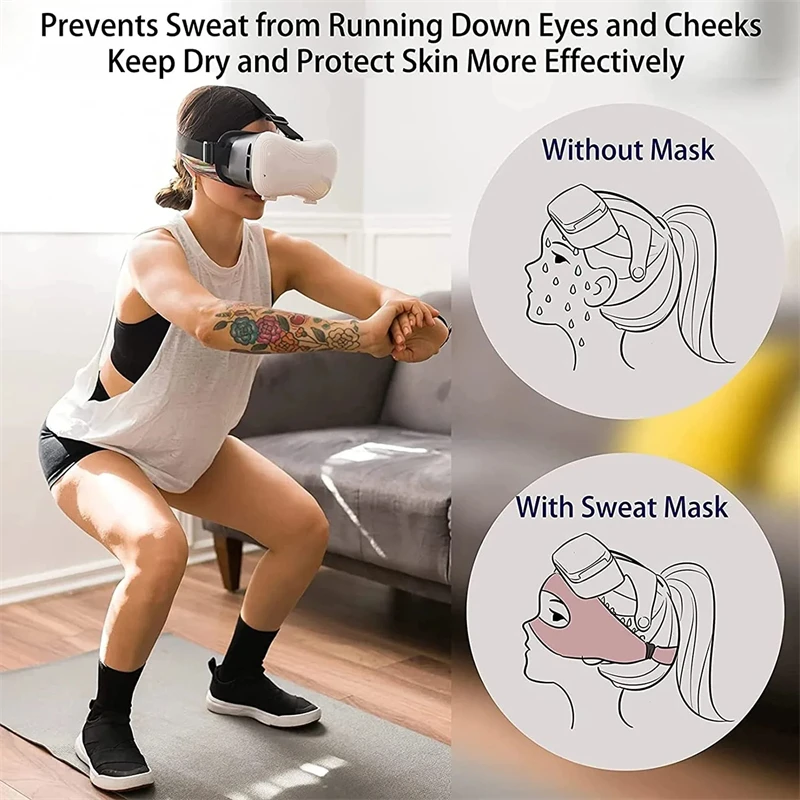 Prevents Sweat from Running Down Eyes and Cheeks
Keep Dry and Protect Skin More Effectively
Without Mask
With Sweat Mask